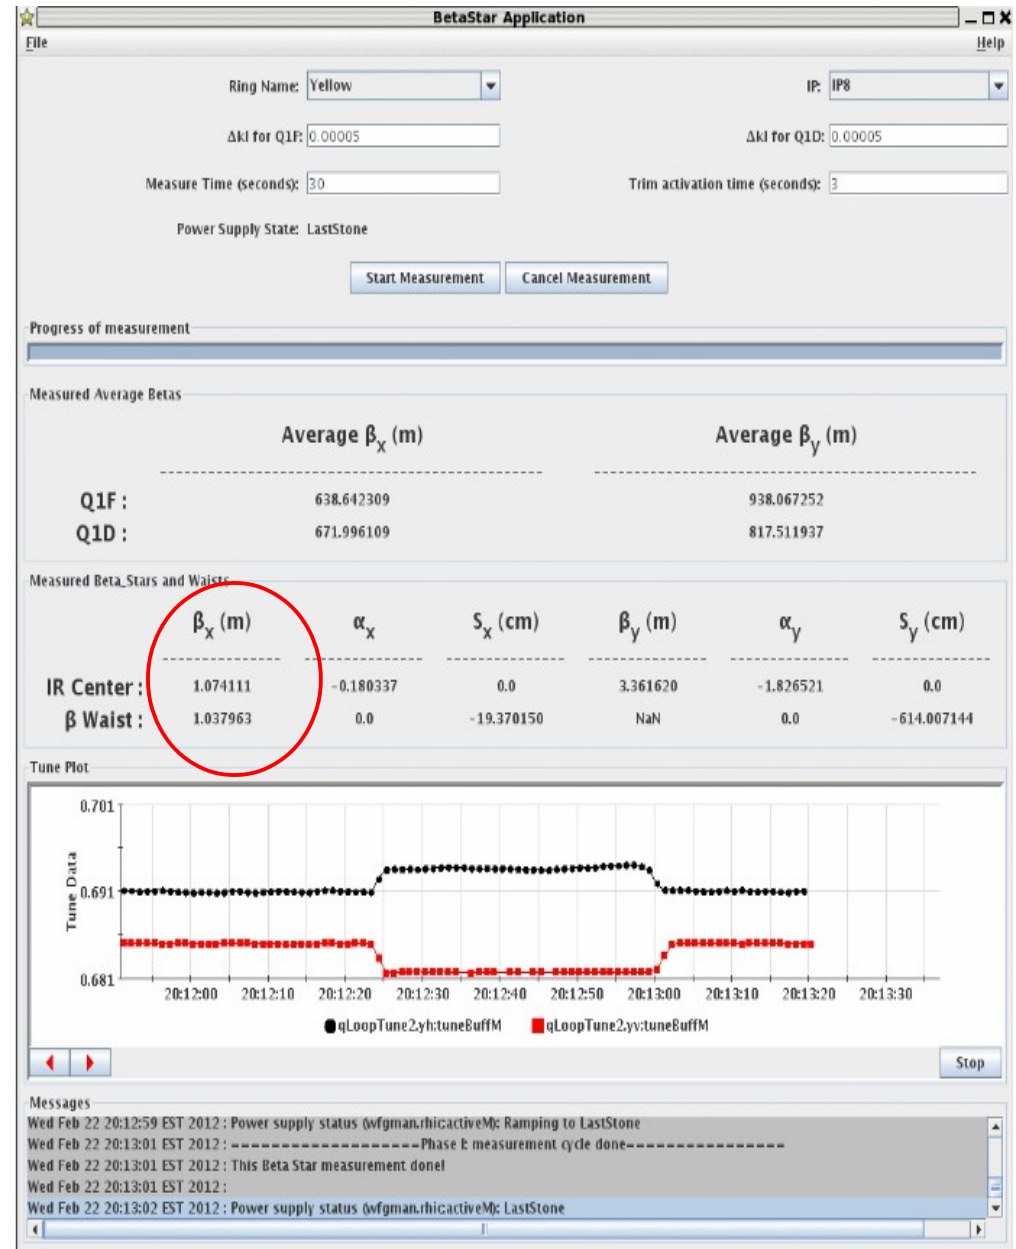 BetaStar Application
File Help
Ring Name: Yellow IP: IP8
Δkl for Q1F: 0.00005 Δkl for Q1D: 0.00005
Measure Time (seconds): 30 Trim activation time (seconds): 3
Power Supply State: LastStone
Start Measurement Cancel Measurement
Progress of measurement
Measured Average Betas
Average βx (m) Average βy (m)
Q1F : 638.642309 938.067252
Q1D : 671.996109 817.511937
Measured Beta_Stars and Waists
βx (m) αx Sx (cm) βy (m) αy Sy (cm)
IR Center : 1.074111 -0.180337 0.0 3.361620 -1.826521 0.0
β Waist : 1.037963 0.0 -19.370150 NaN 0.0 -614.007144
Tune Plot
0.701
Tune Data
0.691
0.681
20:12:00 20:12:10 20:12:20 20:12:30 20:12:40 20:12:50 20:13:00 20:13:10 20:13:20 20:13:30
qLoopTune2.yh:tuneBuffM qLoopTune2.yv:tuneBuffM
Stop
Messages
Wed Feb 22 20:12:59 EST 2012 : Power supply status (wfgman.rhic:activeM): Ramping to LastStone
Wed Feb 22 20:13:01 EST 2012 : ===================Phase I: measurement cycle done================
Wed Feb 22 20:13:01 EST 2012 : This Beta Star measurement done!
Wed Feb 22 20:13:01 EST 2012 :
Wed Feb 22 20:13:02 EST 2012 : Power supply status (wfgman.rhic:activeM): LastStone